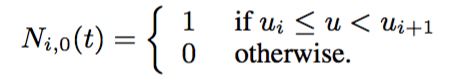 N_{i,0}(t) = { 1 if u_i ≤ u < u_{i+1}
0 otherwise.